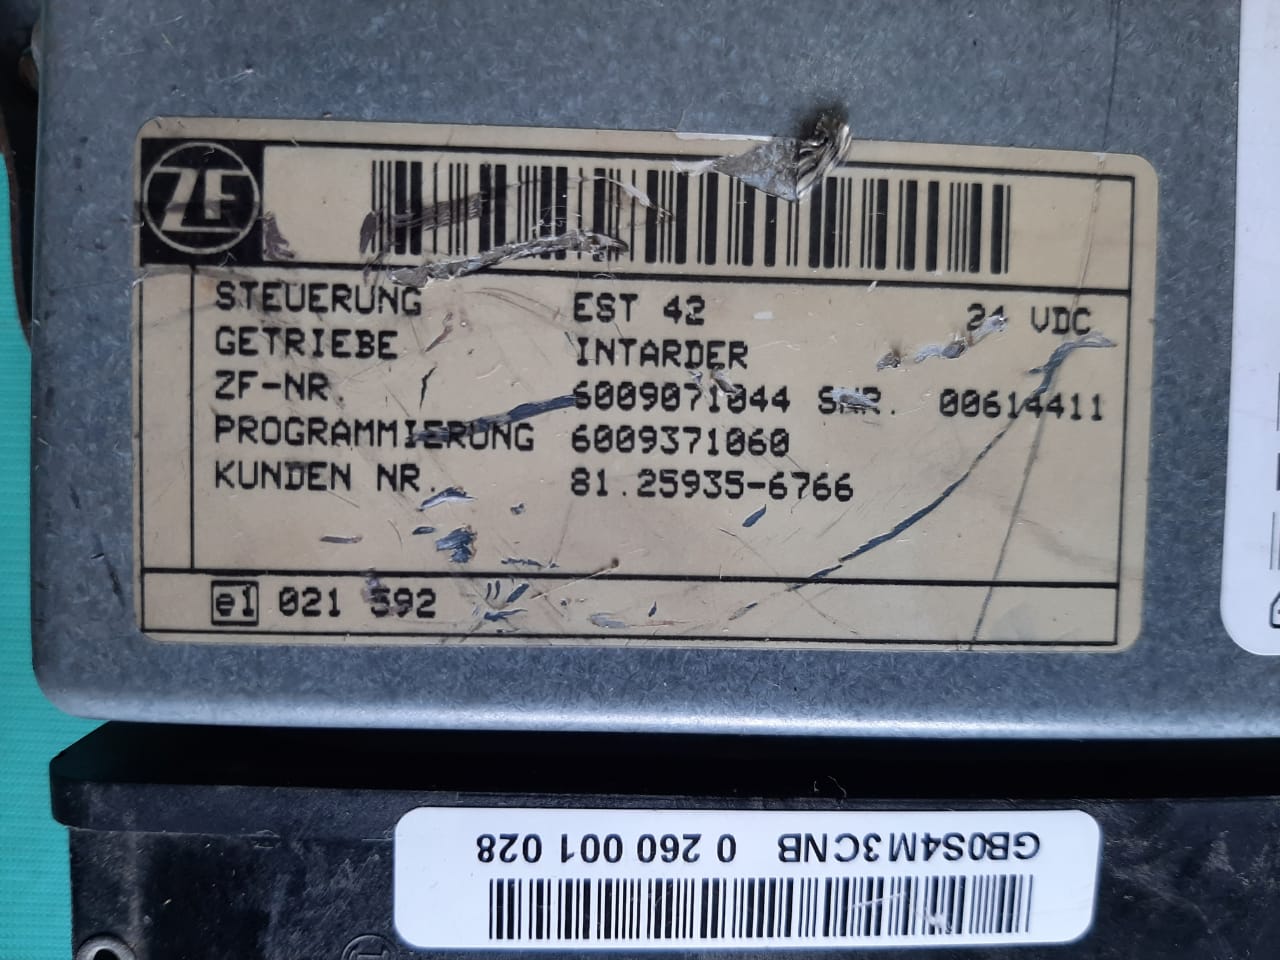 ZF
STEUERUNG EST 42 24 VDC
GETRIEBE INTARDER
ZF-NR. 6009071044 SNR. 00614411
PROGRAMMIERUNG 6009371060
KUNDEN NR. 81.25935-6766
e1 021 592
GB0S4M3CNB 0 260 001 028